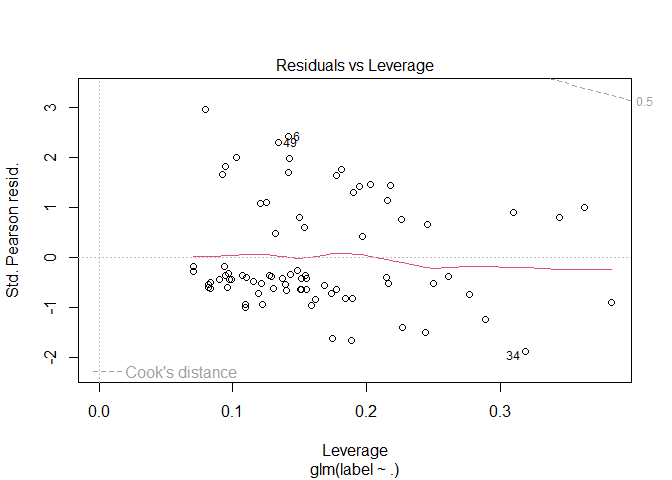 Residuals vs Leverage
3
2
1
0
-1
-2
Std. Pearson resid.
0.5
6
49
34
Cook's distance
0.0
0.1
0.2
0.3
Leverage
glm(label ~ .)